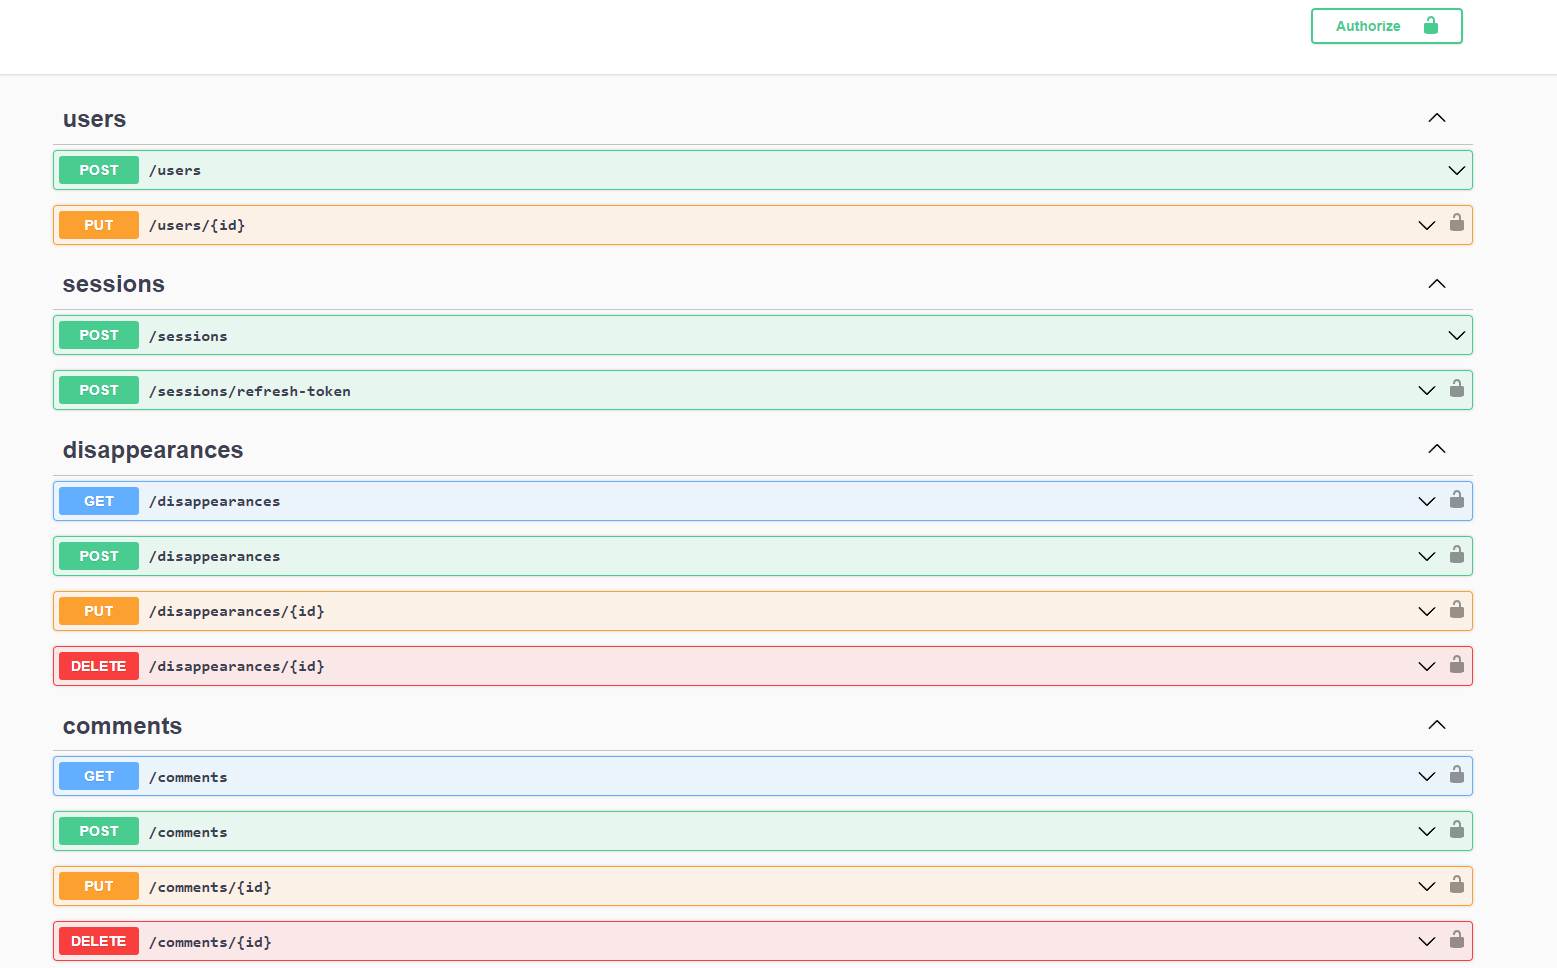 Authorize
users
POST /users
PUT /users/{id}
sessions
POST /sessions
POST /sessions/refresh-token
disappearances
GET /disappearances
POST /disappearances
PUT /disappearances/{id}
DELETE /disappearances/{id}
comments
GET /comments
POST /comments
PUT /comments/{id}
DELETE /comments/{id}